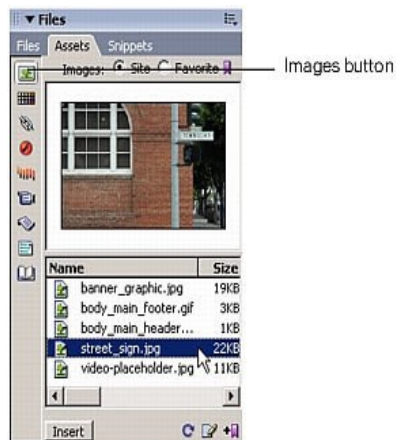 Files
Files Assets Snippets
Images: Site Favorite
Images button
Name Size
banner_graphic.jpg 19KB
body_main_footer.gif 3KB
body_main_header... 1KB
street_sign.jpg 22KB
video-placeholder.jpg 11KB
Insert